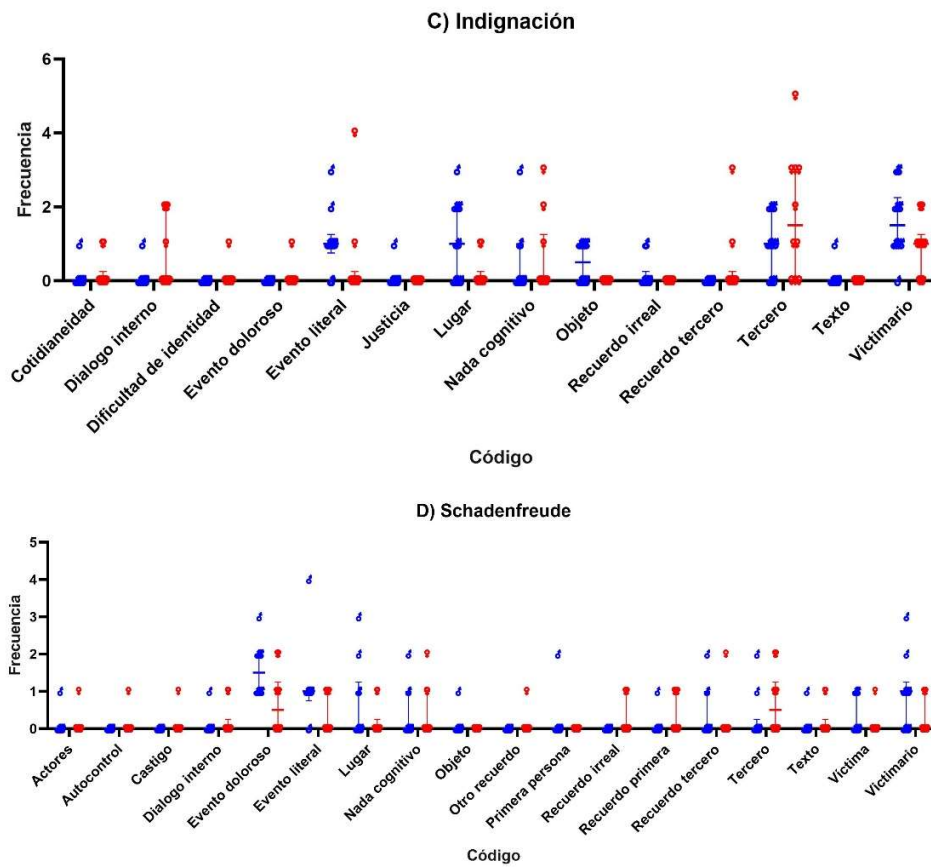 C) Indignación
6
4
2
0
Frecuencia
Cotidianeidad
Dialogo interno
Dificultad de identidad
Evento doloroso
Evento literal
Justicia
Lugar
Nada cognitivo
Objeto
Recuerdo irreal
Recuerdo tercero
Tercero
Texto
Victimario
Código
D) Schadenfreude
5
4
3
2
1
0
Frecuencia
Actores
Autocontrol
Castigo
Dialogo interno
Evento doloroso
Evento literal
Lugar
Nada cognitivo
Objeto
Otro recuerdo
Primera persona
Recuerdo irreal
Recuerdo primera
Recuerdo tercero
Tercero
Texto
Víctima
Victimario
Código